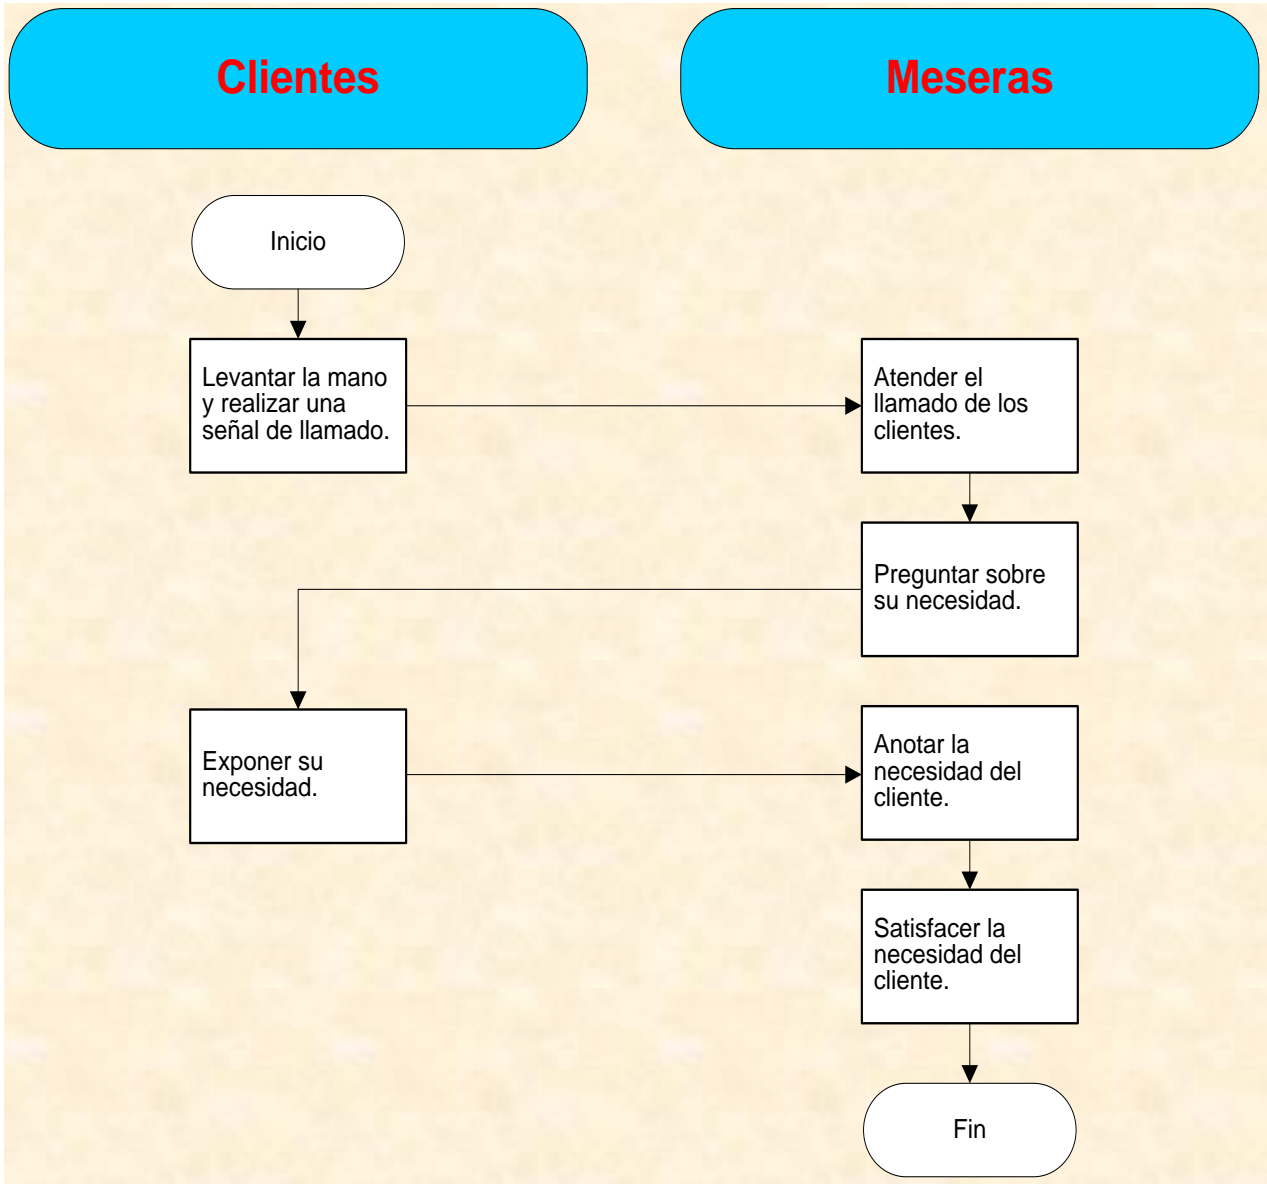 Clientes
Meseras
Inicio
Levantar la mano
y realizar una
señal de llamado.
Atender el
llamado de los
clientes.
Preguntar sobre
su necesidad.
Exponer su
necesidad.
Anotar la
necesidad del
cliente.
Satisfacer la
necesidad del
cliente.
Fin